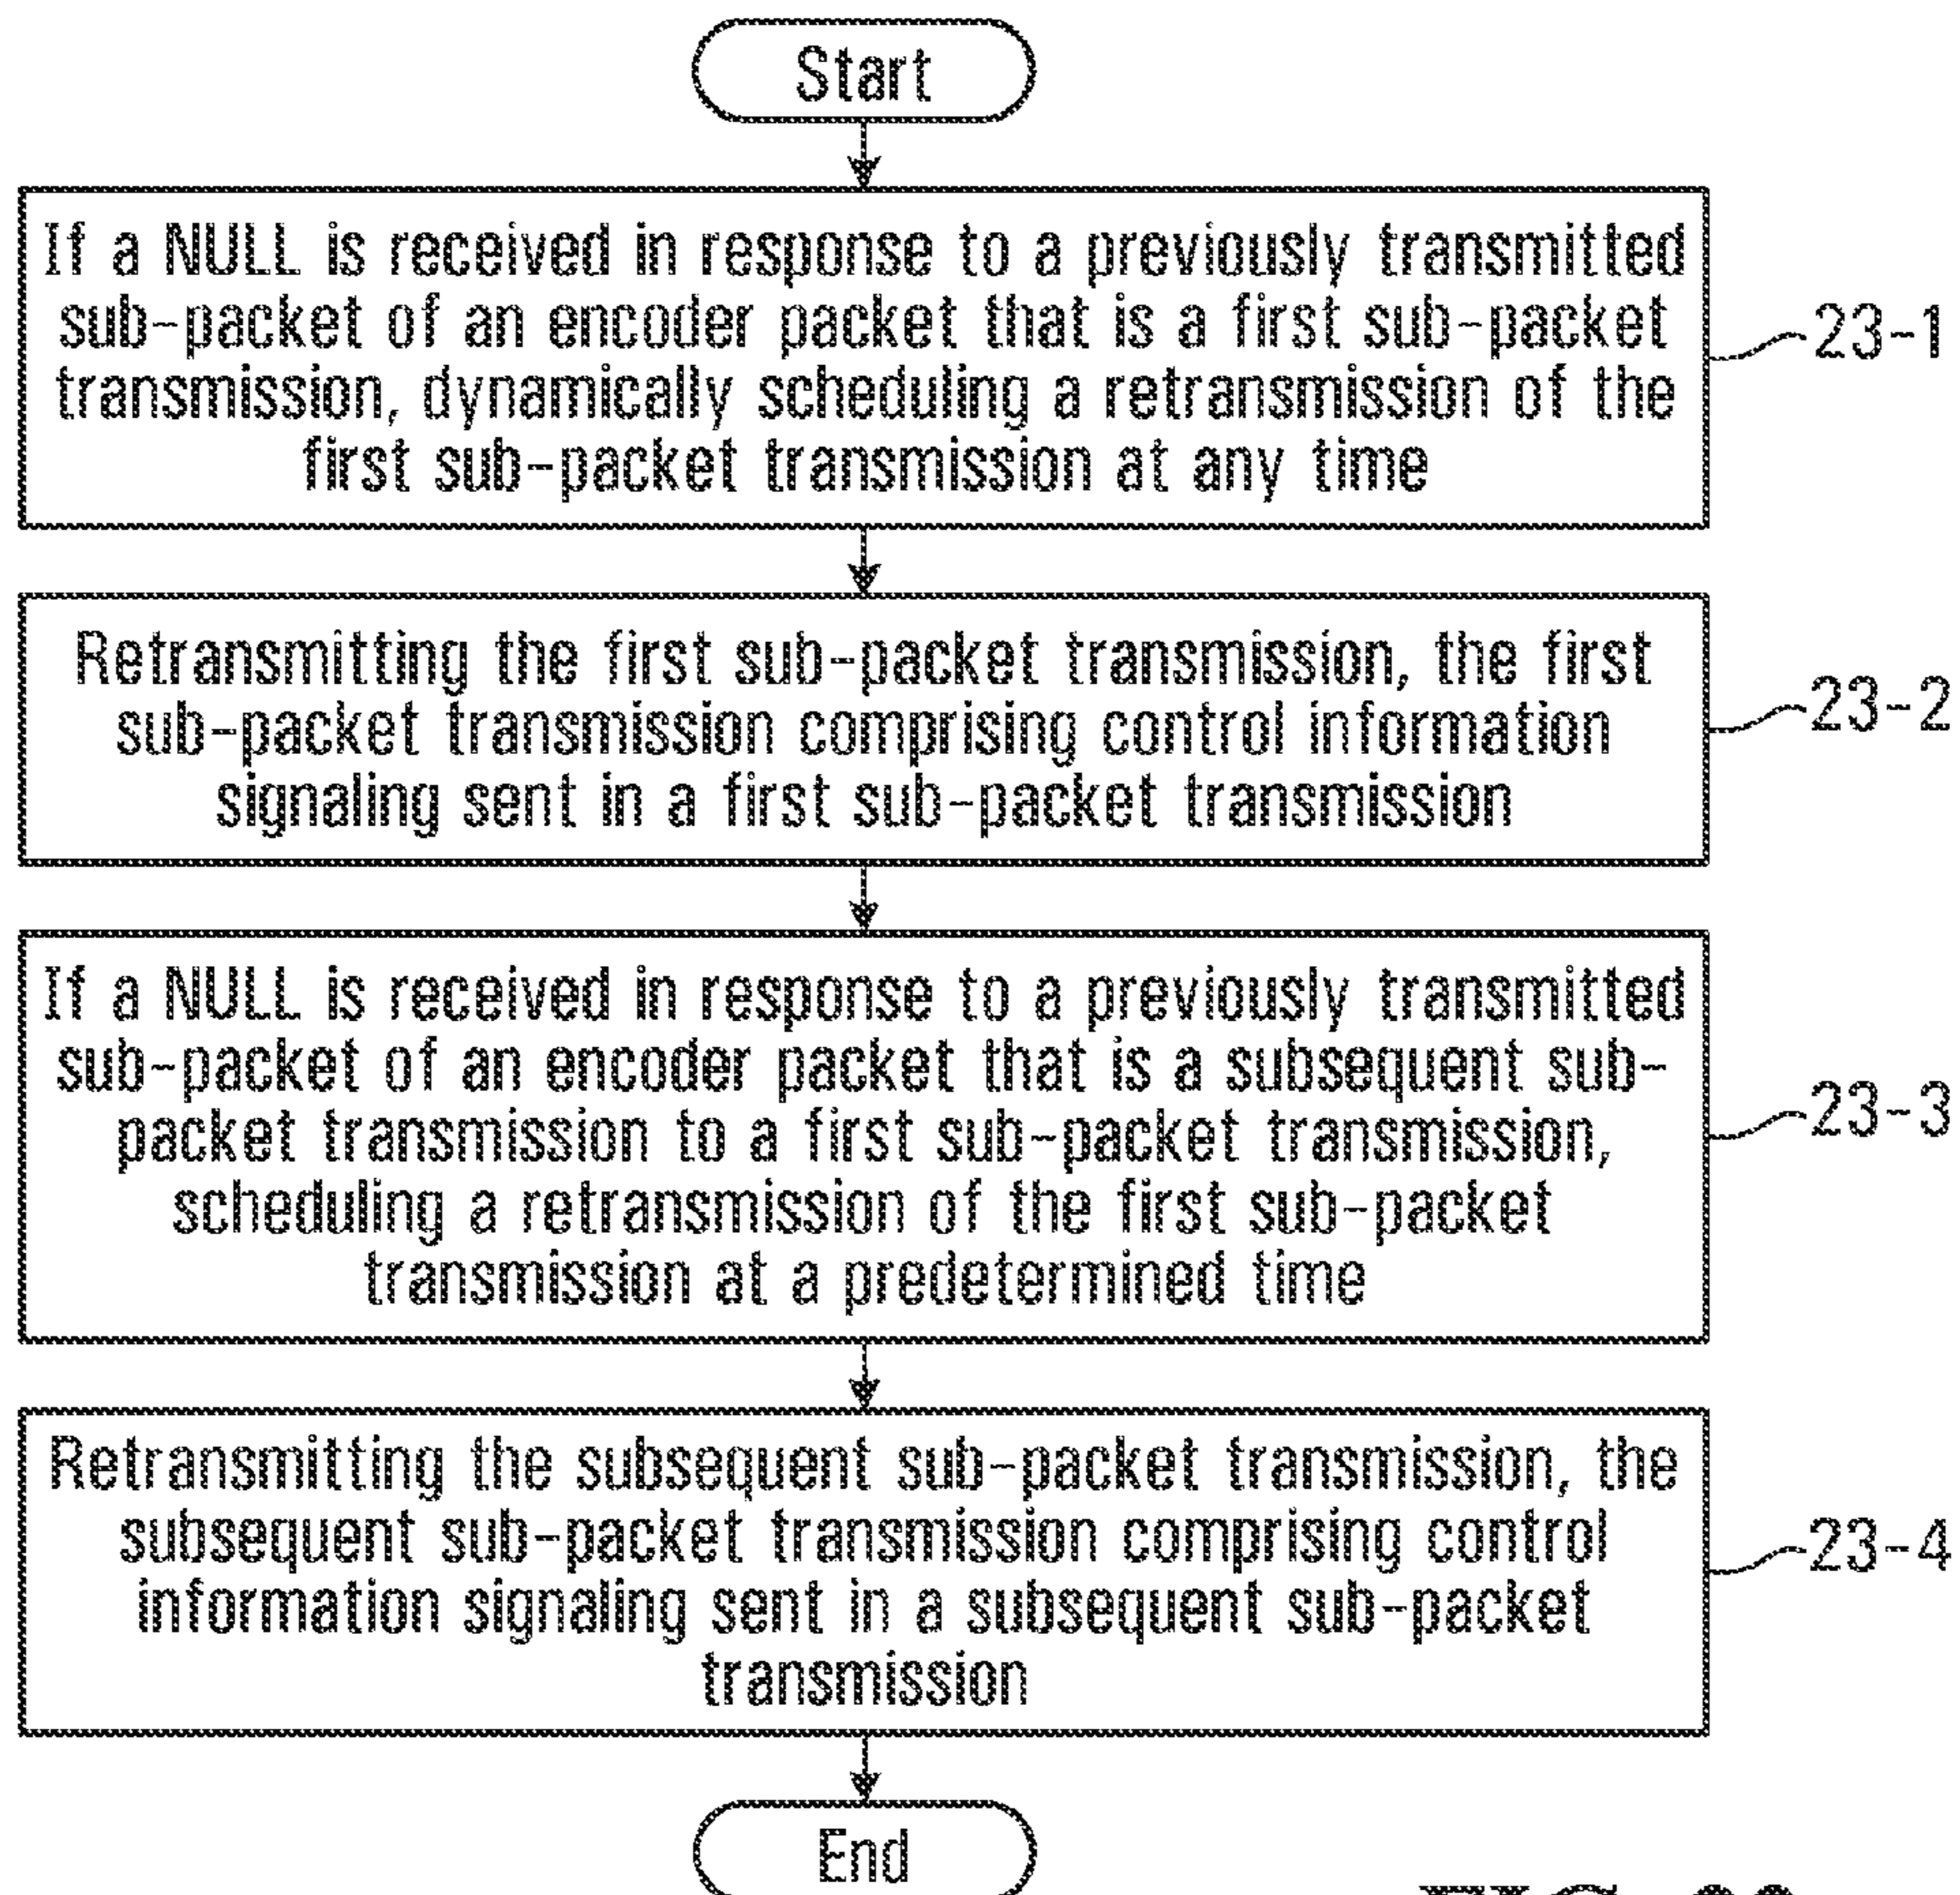 Start
If a NULL is received in response to a previously transmitted
sub-packet of an encoder packet that is a first sub-packet
transmission, dynamically scheduling a retransmission of the
first sub-packet transmission at any time
23-1
Retransmitting the first sub-packet transmission, the first
sub-packet transmission comprising control information
signaling sent in a first sub-packet transmission
23-2
If a NULL is received in response to a previously transmitted
sub-packet of an encoder packet that is a subsequent sub-
packet transmission to a first sub-packet transmission,
scheduling a retransmission of the first sub-packet
transmission at a predetermined time
23-3
Retransmitting the subsequent sub-packet transmission, the
subsequent sub-packet transmission comprising control
information signaling sent in a subsequent sub-packet
transmission
23-4
End